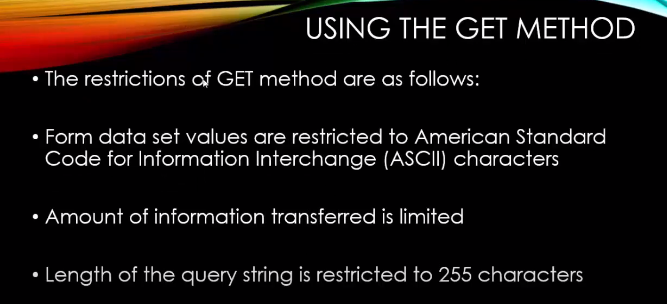 USING THE GET METHOD
• The restrictions of GET method are as follows:
• Form data set values are restricted to American Standard
Code for Information Interchange (ASCII) characters
• Amount of information transferred is limited
• Length of the query string is restricted to 255 characters